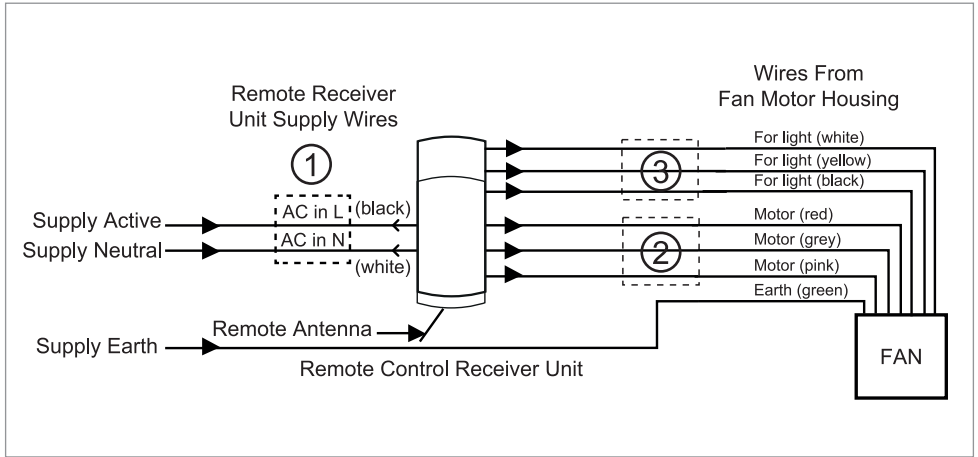 Wires From
Fan Motor Housing
Remote Receiver
Unit Supply Wires
1
For light (white)
For light (yellow)
For light (black)
3
Supply Active
AC in L
(black)
Supply Neutral
AC in N
(white)
Motor (red)
Motor (grey)
Motor (pink)
2
Earth (green)
Remote Antenna
Supply Earth
Remote Control Receiver Unit
FAN